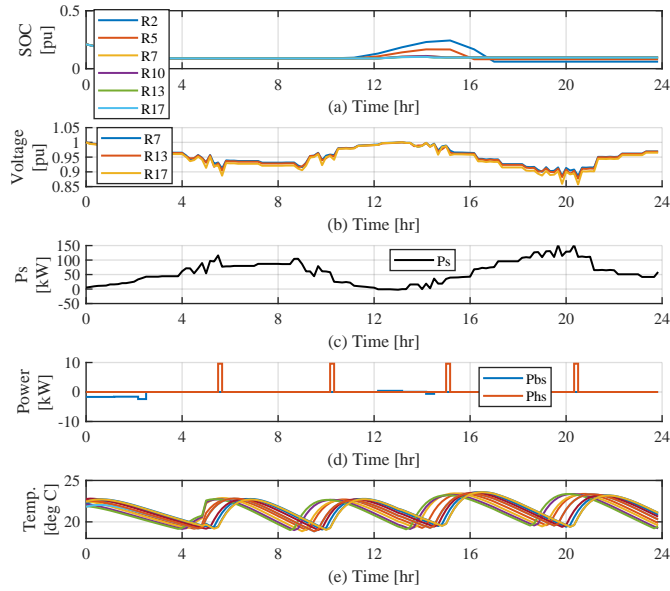 0.5
SOC
[pu]
0
R2
R5
R7
R10
R13
R17
0 4 8 12 16 20 24
(a) Time [hr]
1.05
1
0.95
0.9
0.85
Voltage
[pu]
R7
R13
R17
0 4 8 12 16 20 24
(b) Time [hr]
150
100
50
0
-50
Ps
[kW]
Ps
0 4 8 12 16 20 24
(c) Time [hr]
10
0
-10
Power
[kW]
Pbs
Phs
0 4 8 12 16 20 24
(d) Time [hr]
25
20
Temp.
[deg C]
0 4 8 12 16 20 24
(e) Time [hr]